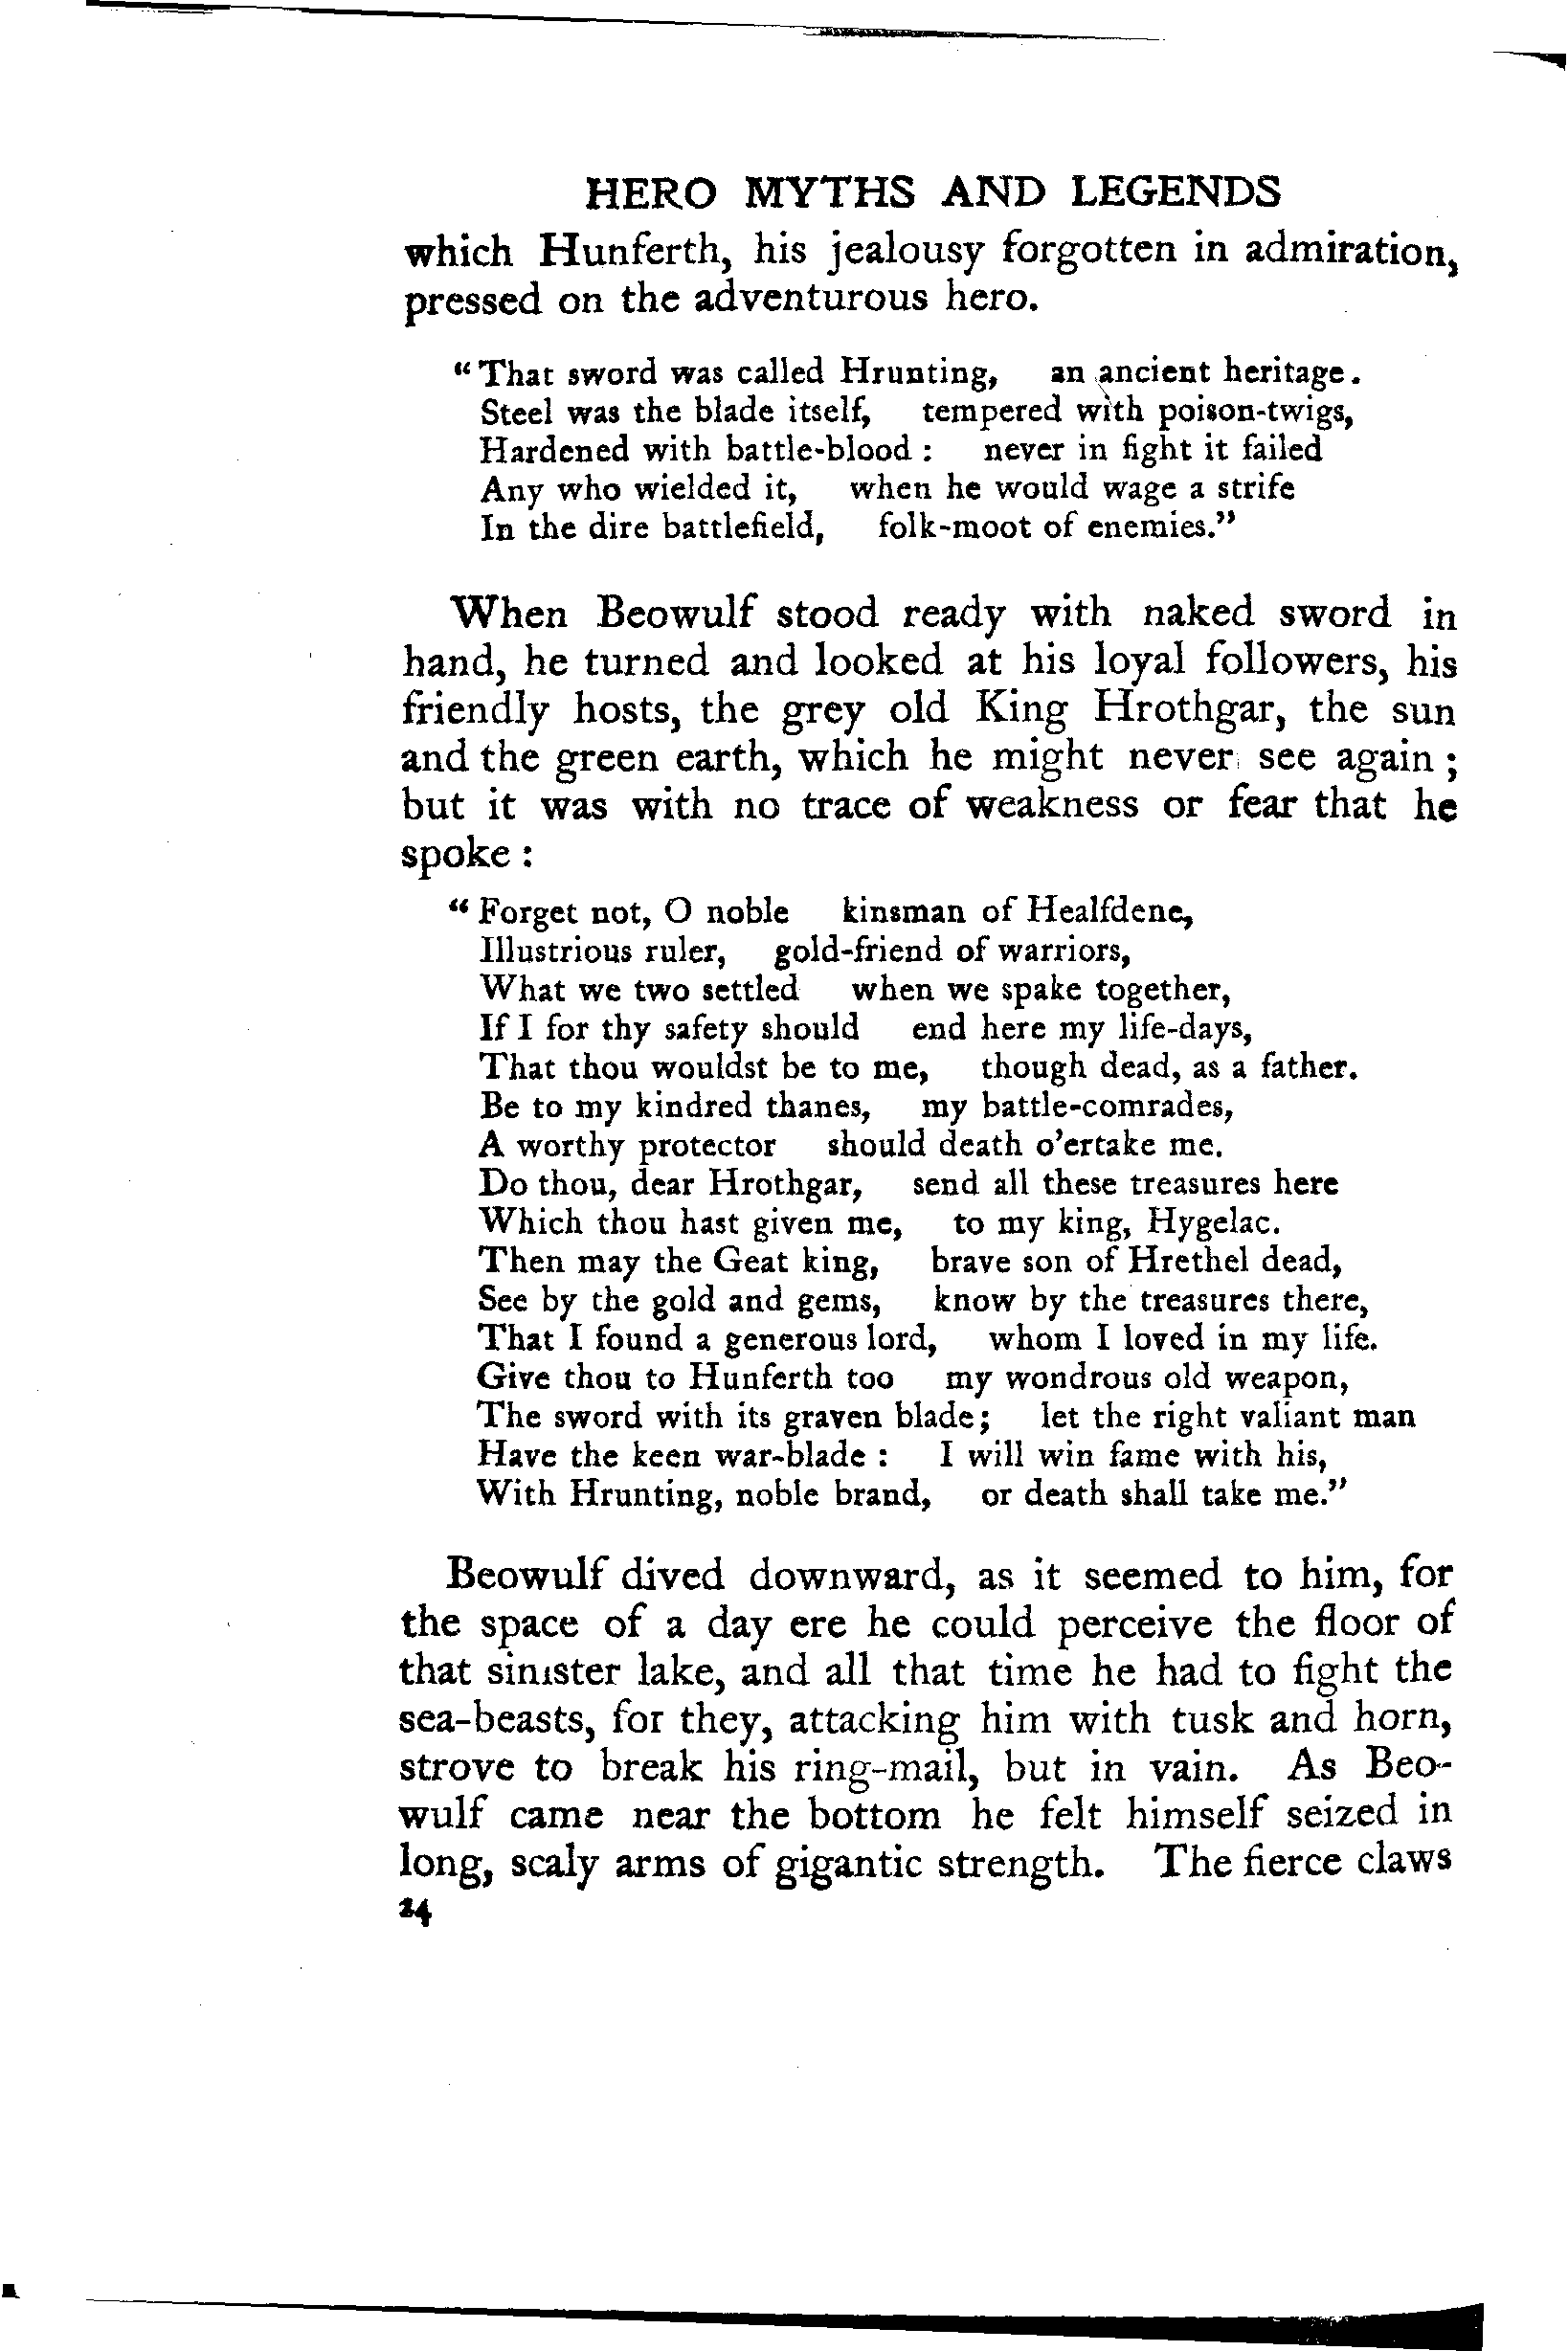 HERO MYTHS AND LEGENDS
which Hunferth, his jealousy forgotten in admiration,
pressed on the adventurous hero.
“That sword was called Hrunting, an ancient heritage.
Steel was the blade itself, tempered with poison-twigs,
Hardened with battle-blood : never in fight it failed
Any who wielded it, when he would wage a strife
In the dire battlefield, folk-moot of enemies.”
When Beowulf stood ready with naked sword in
hand, he turned and looked at his loyal followers, his
friendly hosts, the grey old King Hrothgar, the sun
and the green earth, which he might never see again ;
but it was with no trace of weakness or fear that he
spoke :
“Forget not, O noble kinsman of Healfdene,
Illustrious ruler, gold-friend of warriors,
What we two settled when we spake together,
If I for thy safety should end here my life-days,
That thou wouldst be to me, though dead, as a father.
Be to my kindred thanes, my battle-comrades,
A worthy protector should death o’ertake me.
Do thou, dear Hrothgar, send all these treasures here
Which thou hast given me, to my king, Hygelac.
Then may the Geat king, brave son of Hrethel dead,
See by the gold and gems, know by the treasures there,
That I found a generous lord, whom I loved in my life.
Give thou to Hunferth too my wondrous old weapon,
The sword with its graven blade; let the right valiant man
Have the keen war-blade : I will win fame with his,
With Hrunting, noble brand, or death shall take me.”
Beowulf dived downward, as it seemed to him, for
the space of a day ere he could perceive the floor of
that sinister lake, and all that time he had to fight the
sea-beasts, for they, attacking him with tusk and horn,
strove to break his ring-mail, but in vain. As Beo-
wulf came near the bottom he felt himself seized in
long, scaly arms of gigantic strength. The fierce claws
24